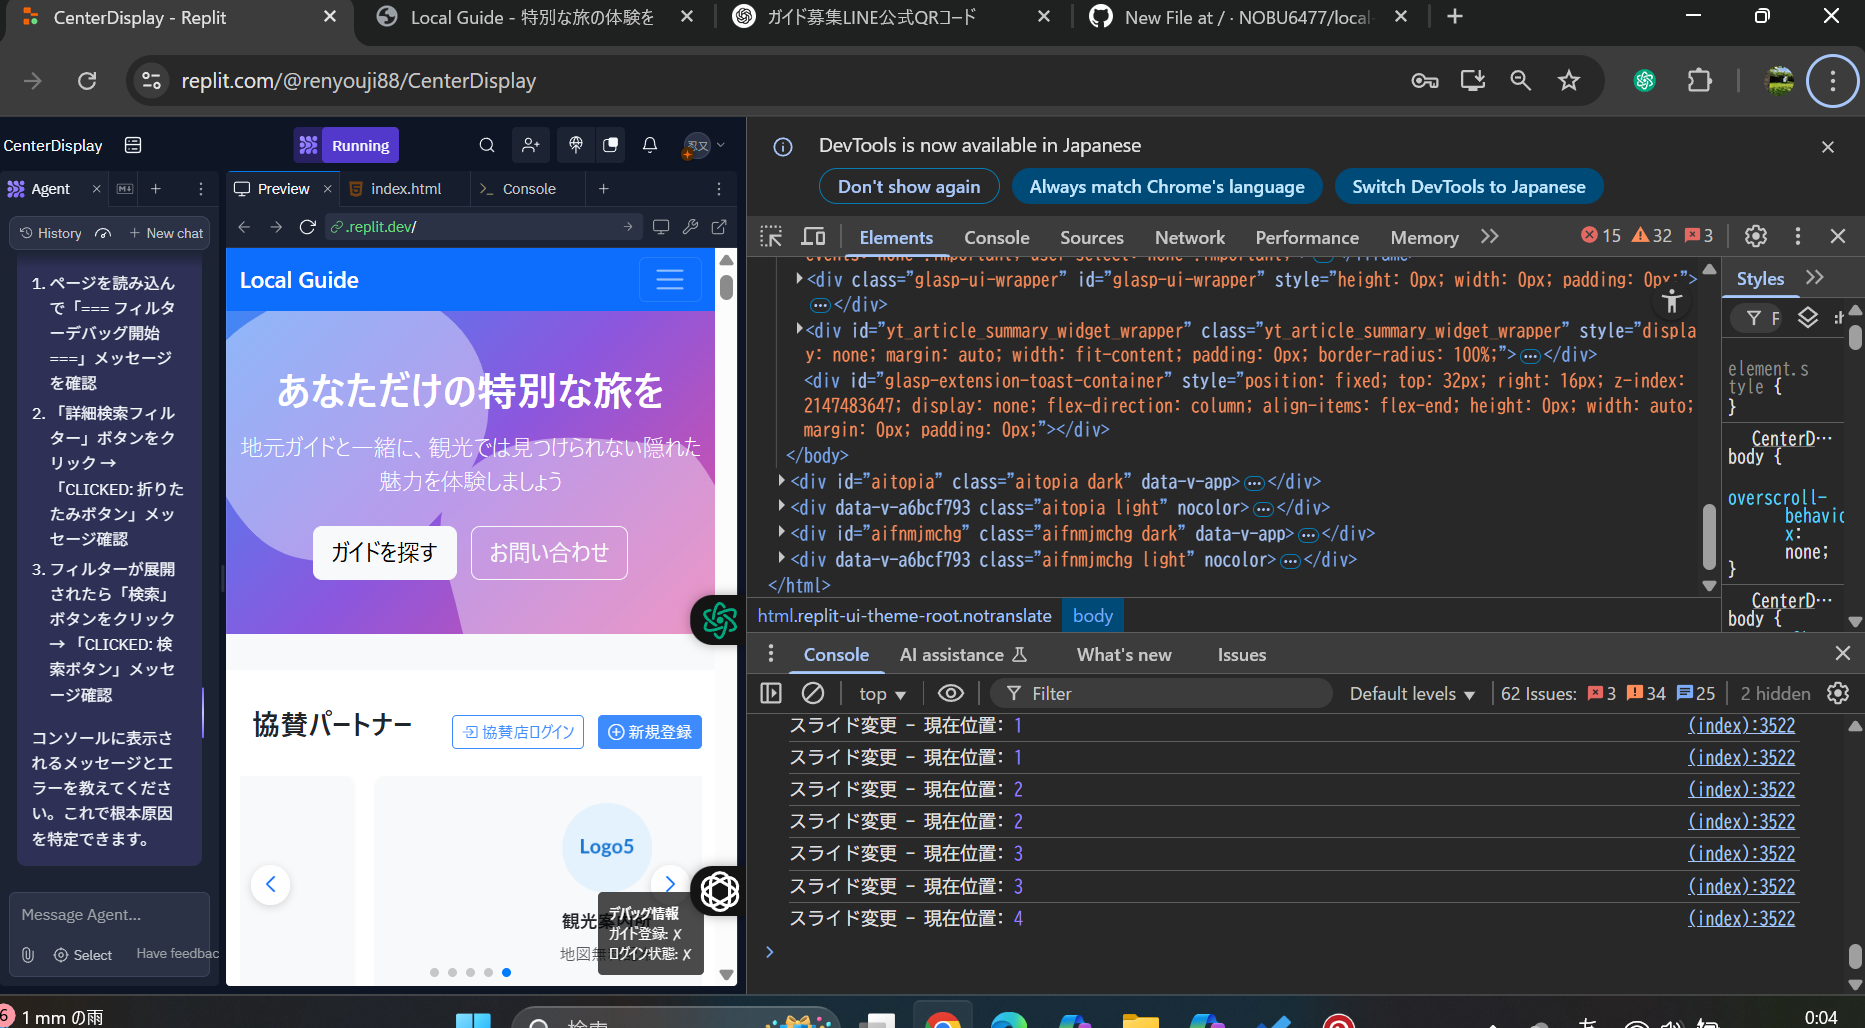 CenterDisplay - Replit
Local Guide - 特別な旅の体験を
ガイド募集LINE公式QRコード
New File at / · NOBU6477/local-
replit.com/@renyouji88/CenterDisplay
CenterDisplay
Running
忍又
Agent
Preview
index.html
Console
History
New chat
.replit.dev/
1. ページを読み込んで「=== フィルターデバッグ開始 ===」メッセージを確認
2. 「詳細検索フィルター」ボタンをクリック → 「CLICKED: 折りたたみボタン」メッセージ確認
3. フィルターが展開されたら「検索」ボタンをクリック → 「CLICKED: 検索ボタン」メッセージ確認
コンソールに表示されるメッセージとエラーを教えてください。これで根本原因を特定できます。
Message Agent...
Select
Have feedbac
Local Guide
あなただけの特別な旅を
地元ガイドと一緒に、観光では見つけられない隠れた
魅力を体験しましょう
ガイドを探す
お問い合わせ
協賛パートナー
協賛店ログイン
新規登録
Logo5
観光案
地図無
デバッグ情報
ガイド登録: ✗
ログイン状態: ✗
DevTools is now available in Japanese
Don't show again
Always match Chrome's language
Switch DevTools to Japanese
Elements
Console
Sources
Network
Performance
Memory
15
32
3
<div class="glasp-ui-wrapper" id="glasp-ui-wrapper" style="height: 0px; width: 0px; padding: 0px;">
… </div>
<div id="yt_article_summary_widget_wrapper" class="yt_article_summary_widget_wrapper" style="displa
y: none; margin: auto; width: fit-content; padding: 0px; border-radius: 100%;"> … </div>
<div id="glasp-extension-toast-container" style="position: fixed; top: 32px; right: 16px; z-index:
2147483647; display: none; flex-direction: column; align-items: flex-end; height: 0px; width: auto;
margin: 0px; padding: 0px;"></div>
</body>
<div id="aitopia" class="aitopia dark" data-v-app> … </div>
<div data-v-a6bcf793 class="aitopia light" nocolor> … </div>
<div id="aifnmjmchg" class="aifnmjmchg dark" data-v-app> … </div>
<div data-v-a6bcf793 class="aifnmjmchg light" nocolor> … </div>
</html>
html.replit-ui-theme-root.notranslate
body
Styles
F
element.s
tyle {
}
CenterD…
body {
overscroll-
behavio
x:
none;
}
CenterD…
body {
Console
AI assistance
What's new
Issues
top
Filter
Default levels
62 Issues:
3
34
25
2 hidden
スライド変更 - 現在位置: 1 (index):3522
スライド変更 - 現在位置: 1 (index):3522
スライド変更 - 現在位置: 2 (index):3522
スライド変更 - 現在位置: 2 (index):3522
スライド変更 - 現在位置: 3 (index):3522
スライド変更 - 現在位置: 3 (index):3522
スライド変更 - 現在位置: 4 (index):3522
6
1 mm の雨
検索
あ
0:04